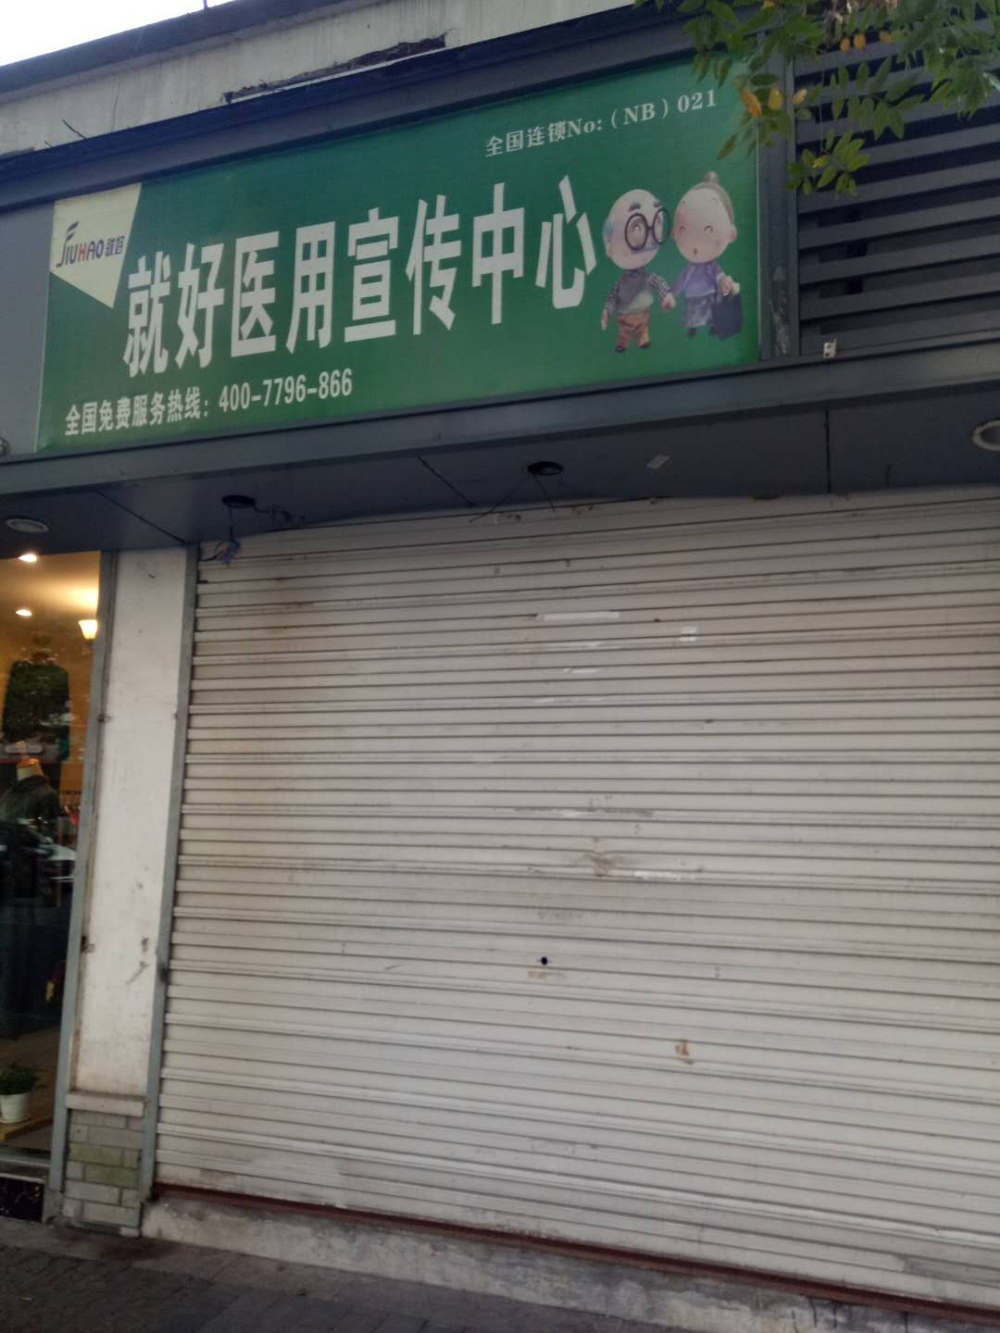 全国连锁No:（NB）021
JIUHAO就好
就好医用宣传中心
全国免费服务热线：400-7796-866